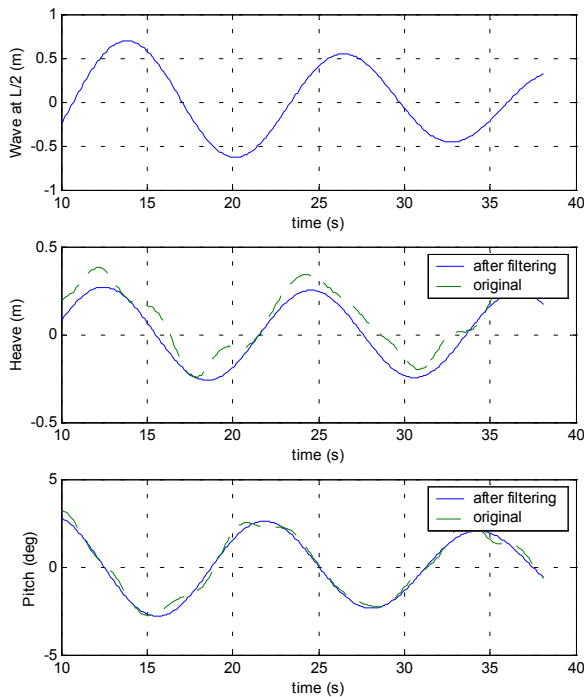 1
0.5
0
-0.5
-1
Wave at L/2 (m)
10 15 20 25 30 35 40
time (s)
0.5
0
-0.5
Heave (m)
after filtering
original
10 15 20 25 30 35 40
time (s)
5
0
-5
Pitch (deg)
after filtering
original
10 15 20 25 30 35 40
time (s)